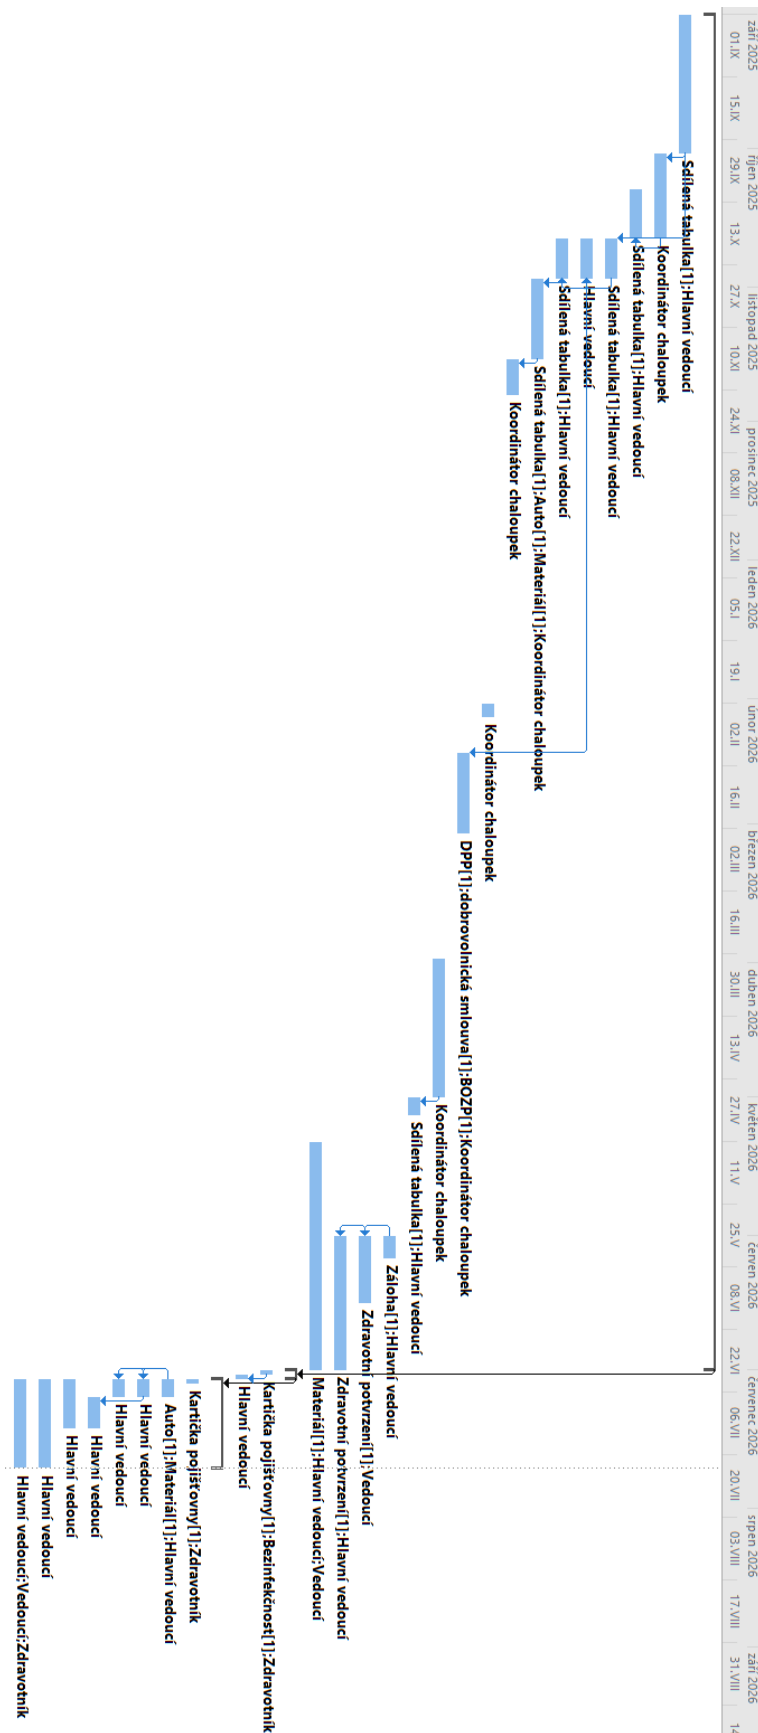 září 2025
říjen 2025
listopad 2025
prosinec 2025
leden 2026
únor 2026
březen 2026
duben 2026
květen 2026
červen 2026
červenec 2026
srpen 2026
září 2026
01.IX
15.IX
29.IX
13.X
27.X
10.XI
24.XI
08.XII
22.XII
05.I
19.I
02.II
16.II
02.III
16.III
30.III
13.IV
27.IV
11.V
25.V
08.VI
22.VI
06.VII
20.VII
03.VIII
17.VIII
31.VIII
14
Sdílená tabulka[1];Hlavní vedoucí
Koordinátor chaloupek
Sdílená tabulka[1];Hlavní vedoucí
Sdílená tabulka[1];Hlavní vedoucí
Hlavní vedoucí
Sdílená tabulka[1];Hlavní vedoucí
Sdílená tabulka[1];Auto[1];Materiál[1];Koordinátor chaloupek
Koordinátor chaloupek
Koordinátor chaloupek
DPP[1];dobrovolnická smlouva[1];BOZP[1];Koordinátor chaloupek
Koordinátor chaloupek
Sdílená tabulka[1];Hlavní vedoucí
Záloha[1];Hlavní vedoucí
Zdravotní potvrzení[1];Vedoucí
Zdravotní potvrzení[1];Hlavní vedoucí
Materiál[1];Hlavní vedoucí;Vedoucí
Kartička pojišťovny[1];Bezinfekčnost[1];Zdravotník
Hlavní vedoucí
Kartička pojišťovny[1];Zdravotník
Auto[1];Materiál[1];Hlavní vedoucí
Hlavní vedoucí
Hlavní vedoucí
Hlavní vedoucí
Hlavní vedoucí
Hlavní vedoucí
Hlavní vedoucí;Vedoucí;Zdravotník